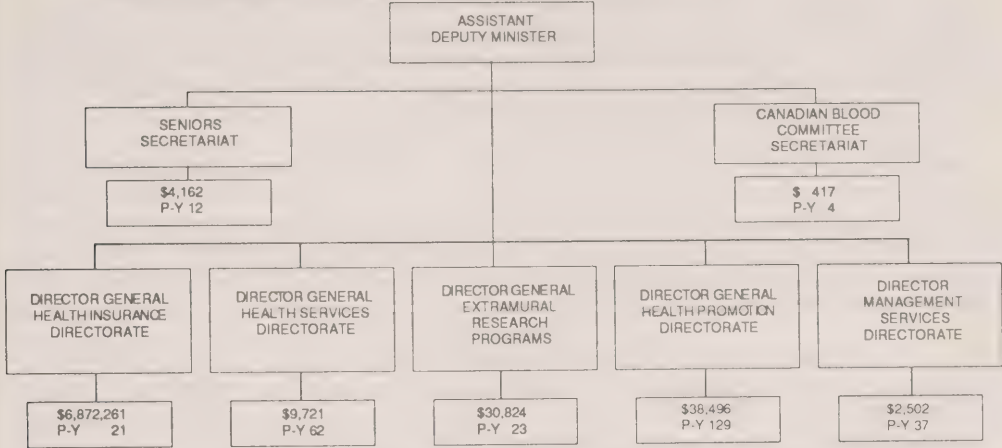 ASSISTANT
DEPUTY MINISTER
SENIORS
SECRETARIAT
$4,162
P-Y 12
CANADIAN BLOOD
COMMITTEE
SECRETARIAT
$ 417
P-Y 4
DIRECTOR GENERAL
HEALTH INSURANCE
DIRECTORATE
$6,872,261
P-Y 21
DIRECTOR GENERAL
HEALTH SERVICES
DIRECTORATE
$9,721
P-Y 62
DIRECTOR GENERAL
EXTRAMURAL
RESEARCH
PROGRAMS
$30,824
P-Y 23
DIRECTOR GENERAL
HEALTH PROMOTION
DIRECTORATE
$38,496
P-Y 129
DIRECTOR
MANAGEMENT
SERVICES
DIRECTORATE
$2,502
P-Y 37